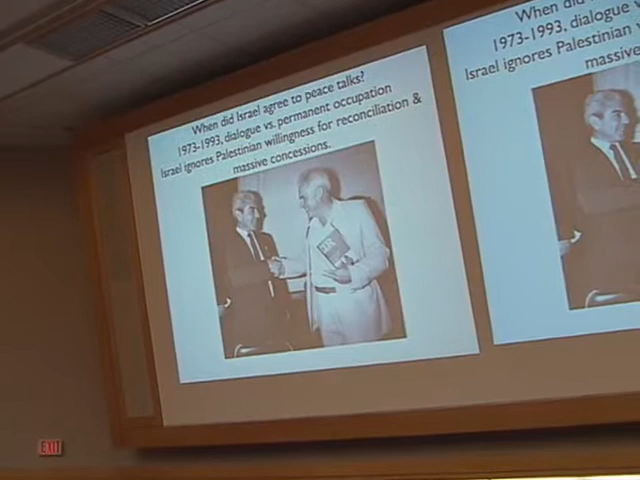 When did Israel agree to peace talks?
1973-1993, dialogue vs. permanent occupation
Israel ignores Palestinian willingness for reconciliation &
massive concessions.
When did
1973-1993, dialogue
Israel ignores Palestinian
massive
EXIT